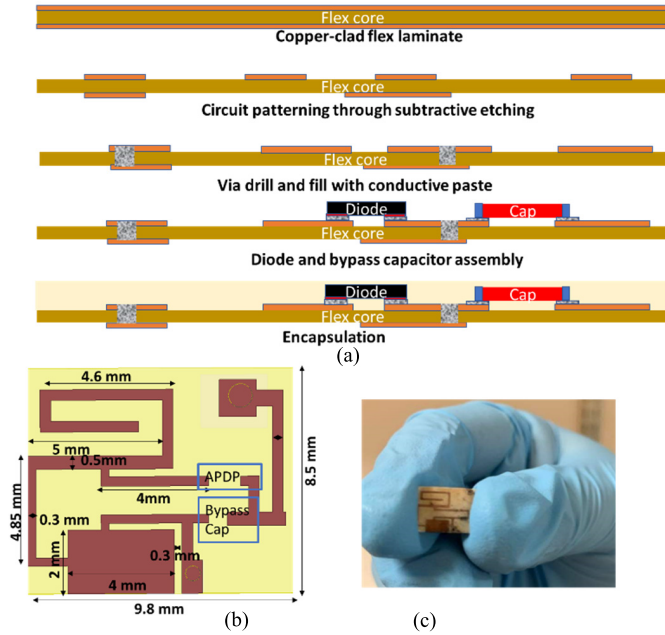 Flex core
Copper-clad flex laminate
Flex core
Circuit patterning through subtractive etching
Flex core
Via drill and fill with conductive paste
Diode
Cap
Flex core
Diode and bypass capacitor assembly
Diode
Cap
Flex core
Encapsulation
(a)
4.6 mm
5 mm
0.5mm
APDP
4mm
Bypass
Cap
8.5 mm
4.85 mm
0.3 mm
0.3 mm
2 mm
4 mm
9.8 mm
(b)
(c)